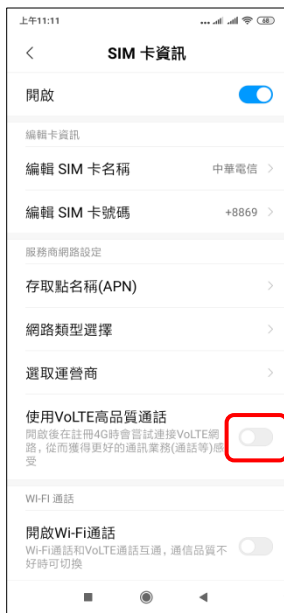 上午11:11
68
SIM 卡資訊
開啟
編輯卡資訊
編輯 SIM 卡名稱 中華電信
編輯 SIM 卡號碼 +8869
服務商網路設定
存取點名稱(APN)
網路類型選擇
選取運營商
使用VoLTE高品質通話
開啟後在註冊4G時會嘗試連接VoLTE網
路，從而獲得更好的通訊業務(通話等)感
受
WI-FI 通話
開啟Wi-Fi通話
Wi-Fi通話和VoLTE通話互通，通信品質不
好時可切換